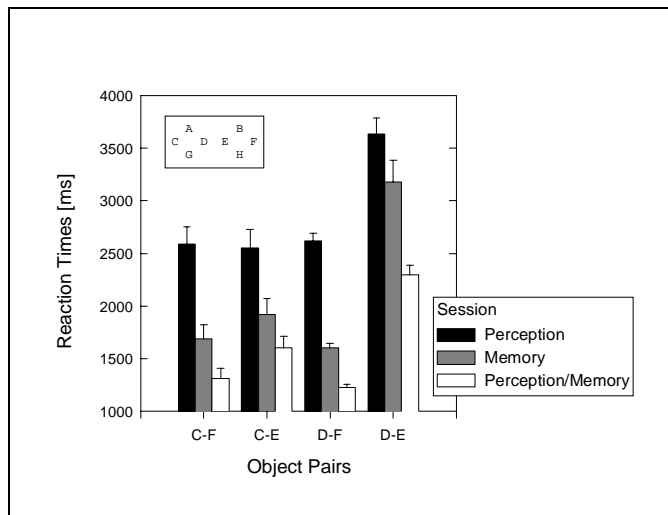 4000
3500
3000
2500
2000
1500
1000
Reaction Times [ms]
A B
C D E F
G H
Session
Perception
Memory
Perception/Memory
C-F C-E D-F D-E
Object Pairs